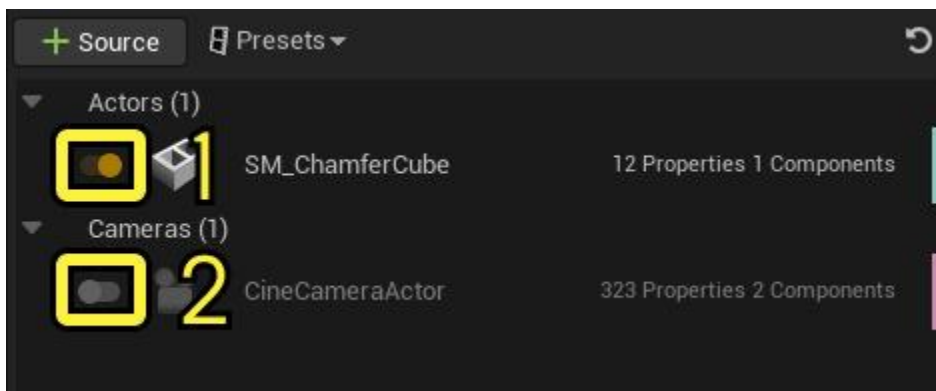 + Source Presets
Actors (1)
1 SM_ChamferCube 12 Properties 1 Components
Cameras (1)
2 CineCameraActor 323 Properties 2 Components